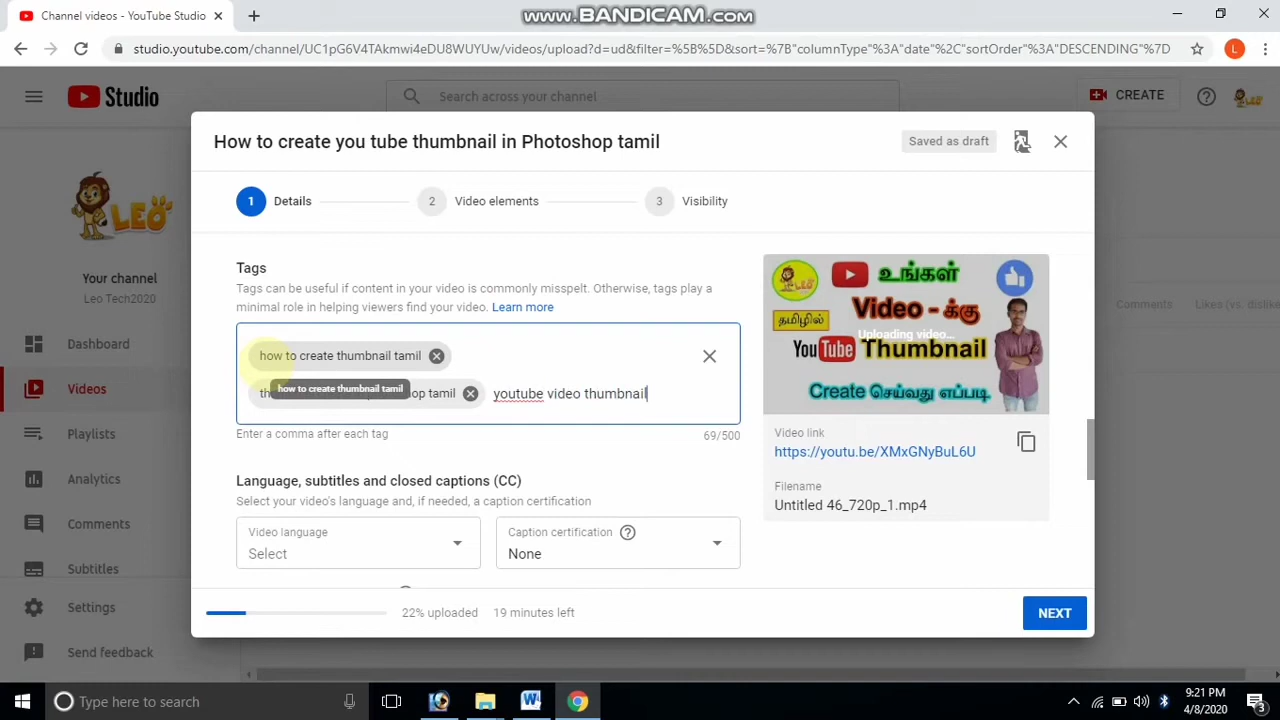 Channel videos - YouTube Studio
WWW.BANDICAM.COM
studio.youtube.com/channel/UC1pG6V4TAkmwi4eDU8WUYUw/videos/upload?d=ud&filter=%5B%5D&sort=%7B"columnType"%3A"date"%2C"sortOrder"%3A"DESCENDING"%7D
L
Studio
Search across your channel
CREATE
How to create you tube thumbnail in Photoshop tamil
Saved as draft
1 Details
2 Video elements
3 Visibility
LEO
Your channel
Leo Tech2020
Dashboard
Videos
Playlists
Analytics
Comments
Subtitles
Settings
Send feedback
Tags
Tags can be useful if content in your video is commonly misspelt. Otherwise, tags play a
minimal role in helping viewers find your video. Learn more
how to create thumbnail tamil
how to create thumbnail tamil
hop tamil
youtube video thumbnail
Enter a comma after each tag
69/500
Language, subtitles and closed captions (CC)
Select your video's language and, if needed, a caption certification
Video language
Select
Caption certification
None
LEO
உங்கள்
Video -க்கு
தமிழில்
Uploading video...
YouTube Thumbnail
Create செய்வது எப்படி.
Video link
https://youtu.be/XMxGNyBuL6U
Filename
Untitled 46_720p_1.mp4
Comments
Likes (vs. dislike
22% uploaded
19 minutes left
NEXT
Type here to search
9:21 PM
4/8/2020
3